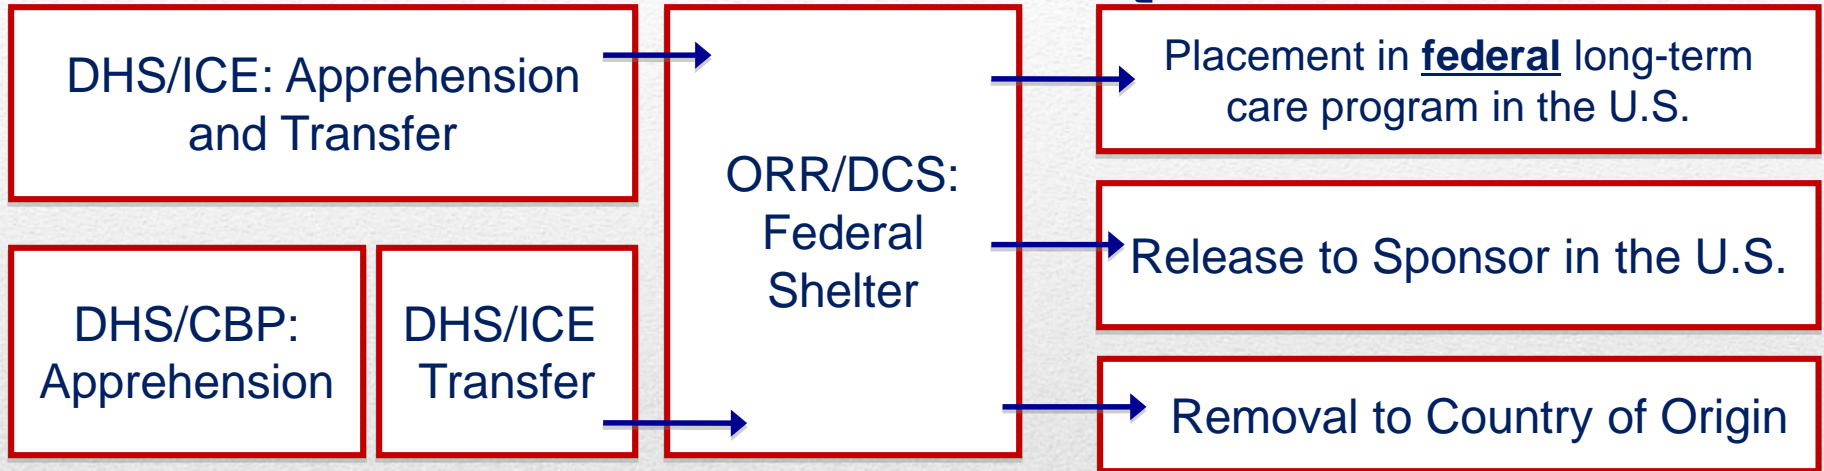 DHS/ICE: Apprehension
and Transfer
DHS/CBP:
Apprehension
DHS/ICE
Transfer
ORR/DCS:
Federal
Shelter
Placement in federal long-term
care program in the U.S.
Release to Sponsor in the U.S.
Removal to Country of Origin